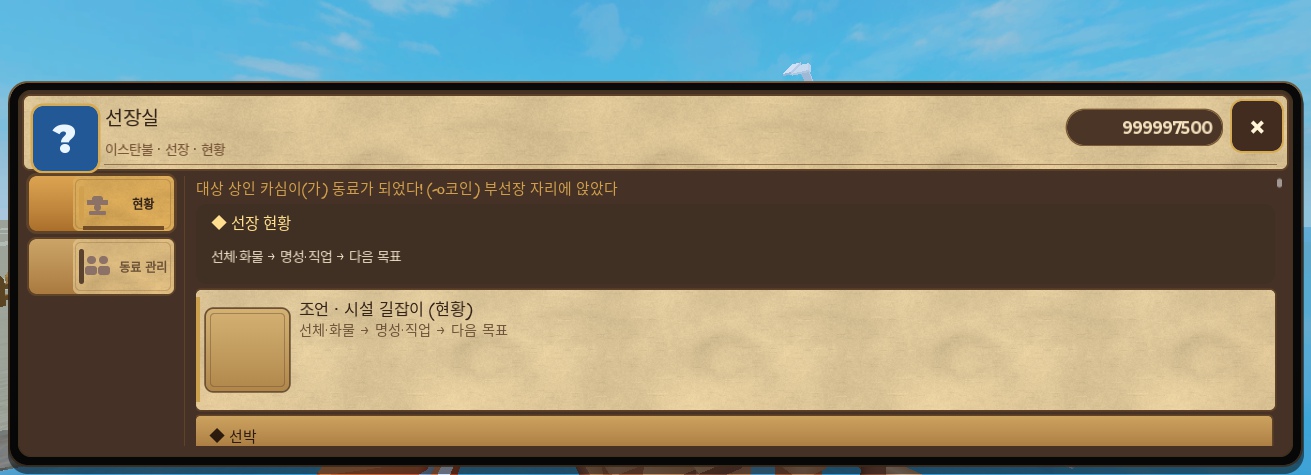 ?
선장실
이스탄불 · 선장 · 현황
999997500
×
현황
동료 관리
대상 상인 카심이(가) 동료가 되었다! (-0코인) 부선장 자리에 앉았다
◆ 선장 현황
선체·화물 → 명성·직업 → 다음 목표
조언 · 시설 길잡이 (현황)
선체·화물 → 명성·직업 → 다음 목표
◆ 선박